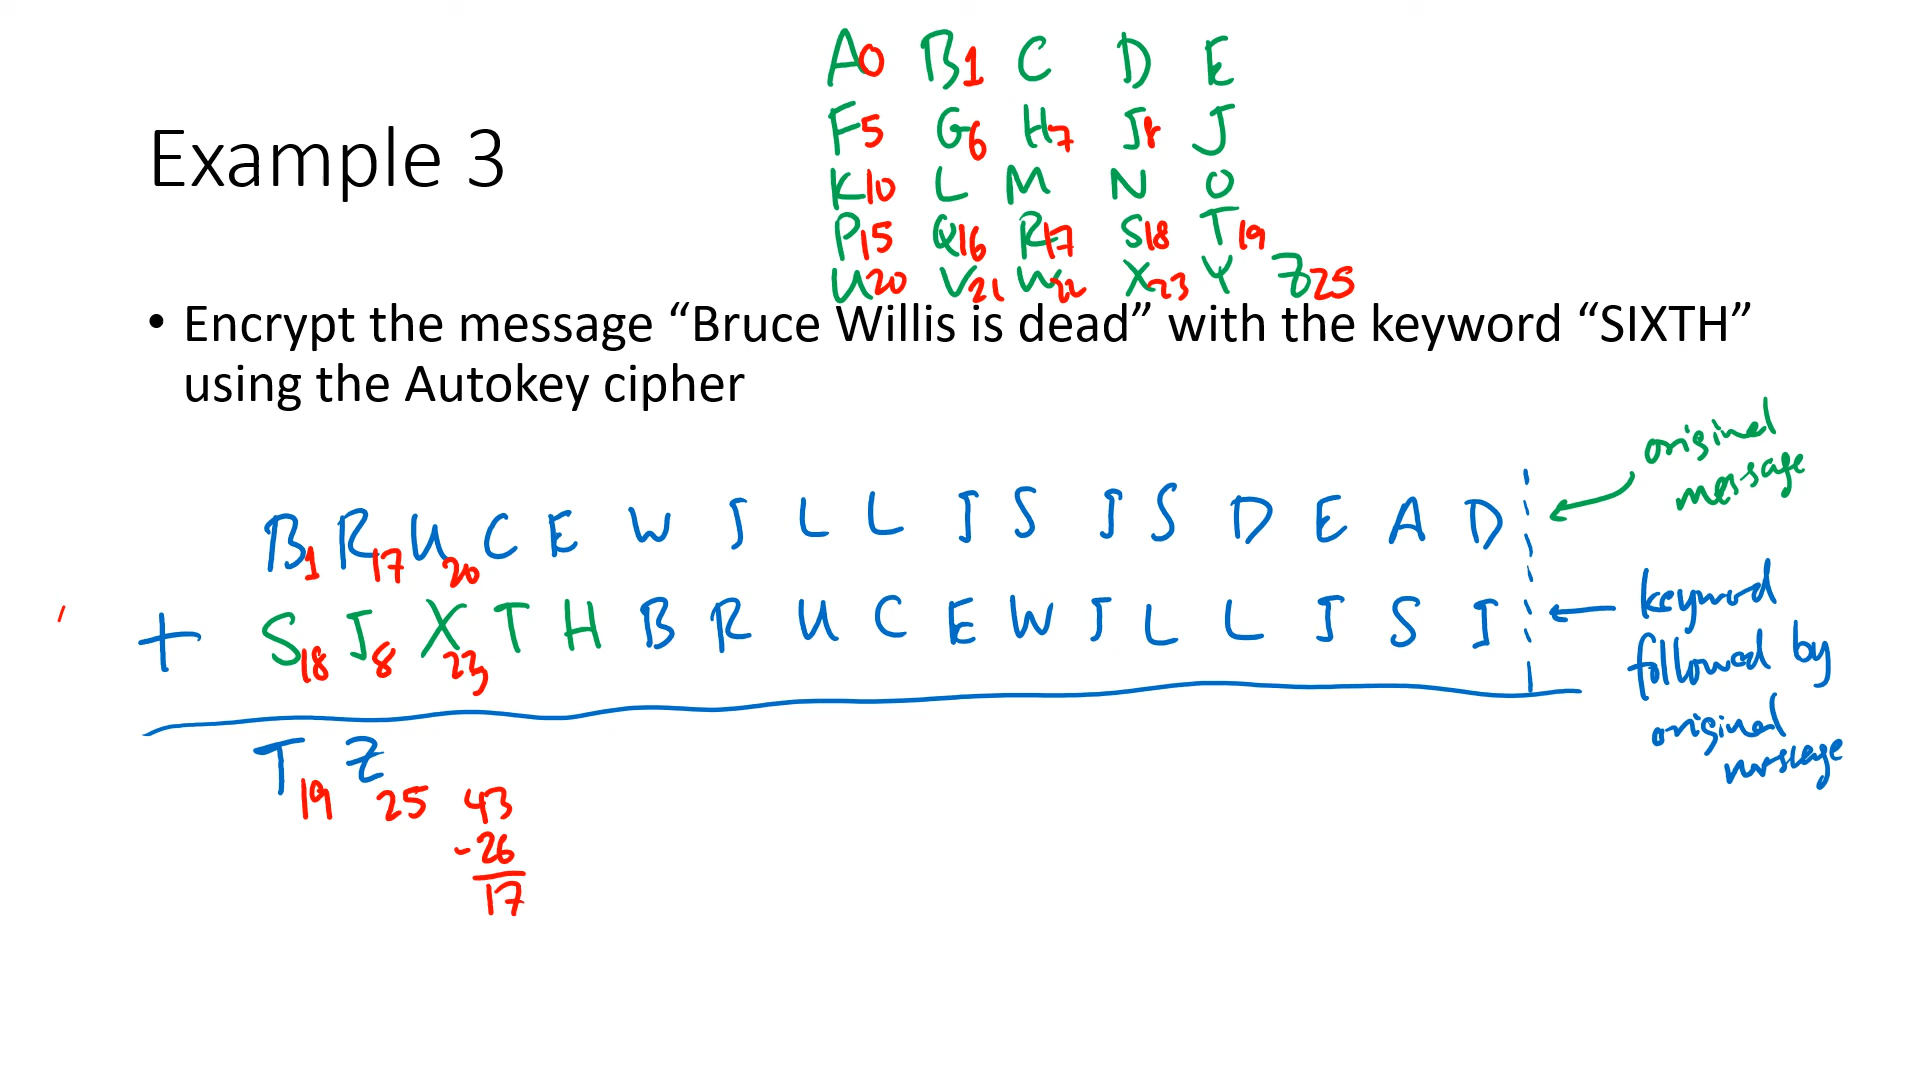 A0 B1 C D E
F5 G6 H7 I8 J
K10 L M N O
P15 Q16 R17 S18 T19
U20 V21 W22 X23 Y Z25
Example 3
• Encrypt the message “Bruce Willis is dead” with the keyword “SIXTH”
using the Autokey cipher
original
message
B1 R17 U20 C E W I L L I S I S D E A D
+ S18 I8 X23 T H B R U C E W I L L I S I
keyword
followed by
original
message
T19 Z25 43
-26
17